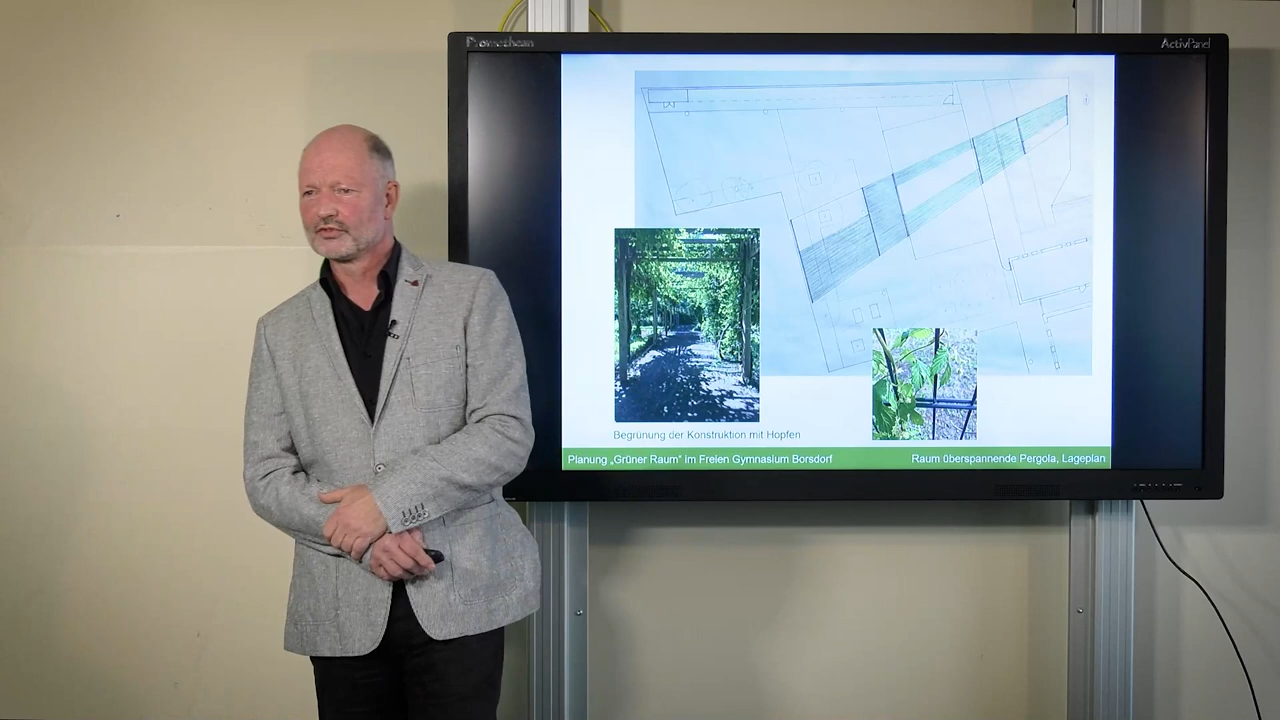 Promethean
ActivPanel
Begrünung der Konstruktion mit Hopfen
Planung „Grüner Raum“ im Freien Gymnasium Borsdorf
Raum überspannende Pergola, Lageplan